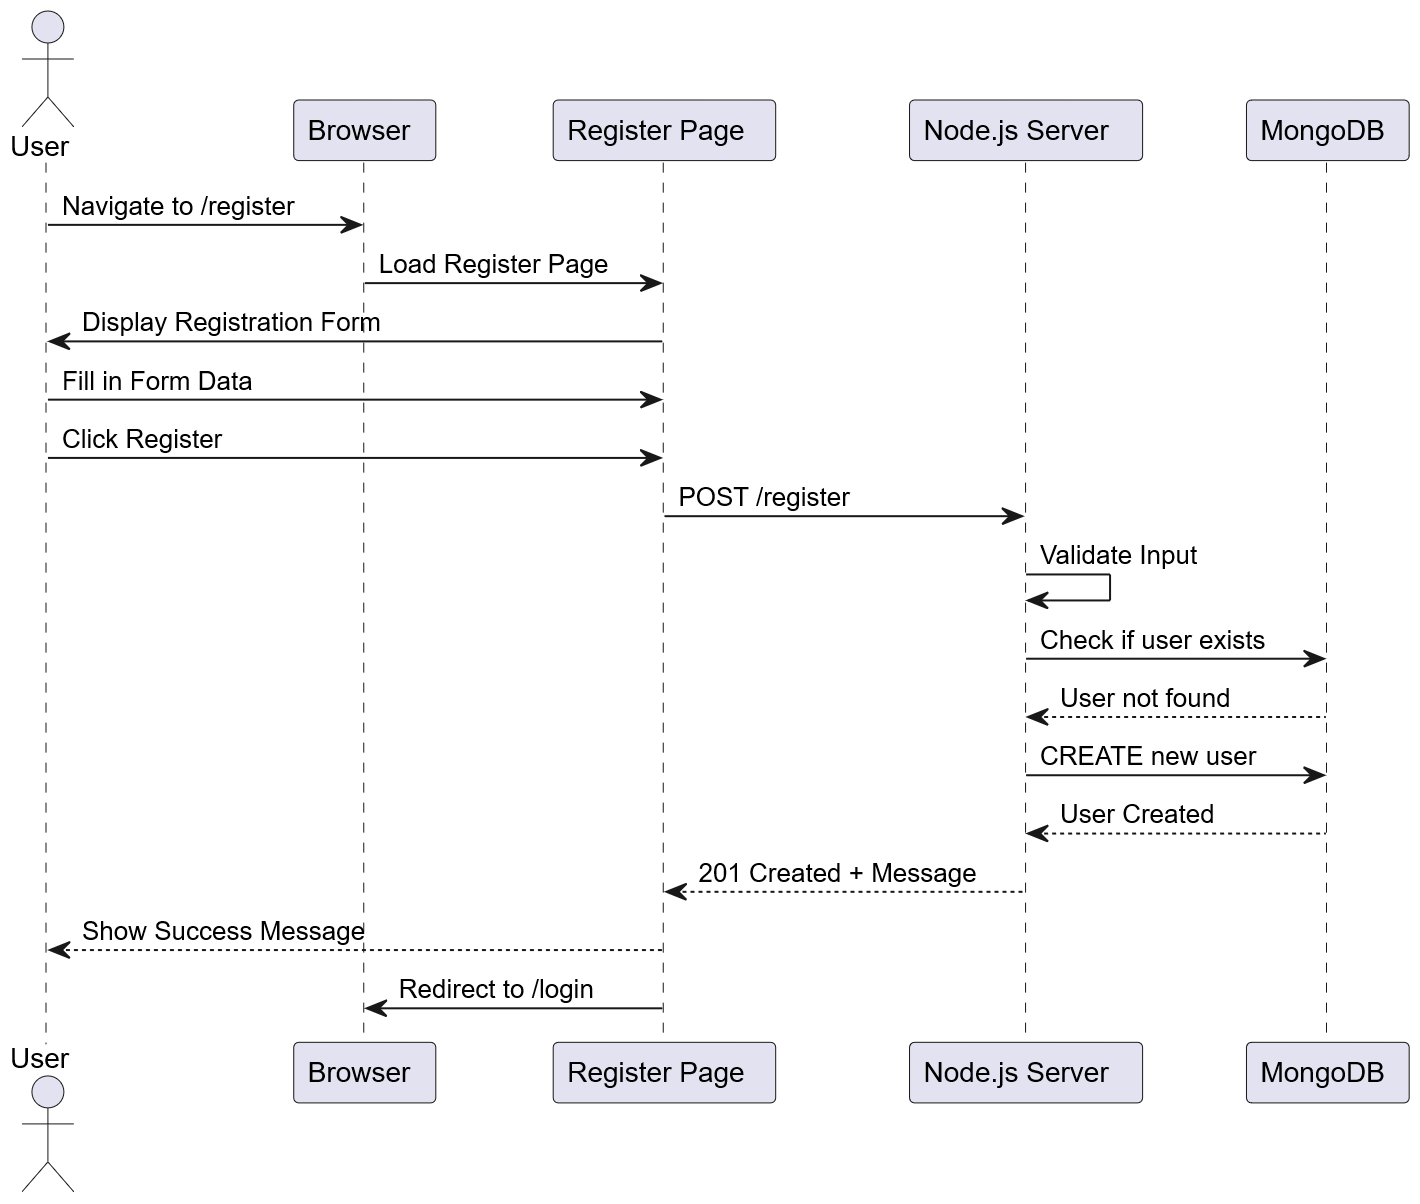 User
Browser
Register Page
Node.js Server
MongoDB
Navigate to /register
Load Register Page
Display Registration Form
Fill in Form Data
Click Register
POST /register
Validate Input
Check if user exists
User not found
CREATE new user
User Created
201 Created + Message
Show Success Message
Redirect to /login
User
Browser
Register Page
Node.js Server
MongoDB